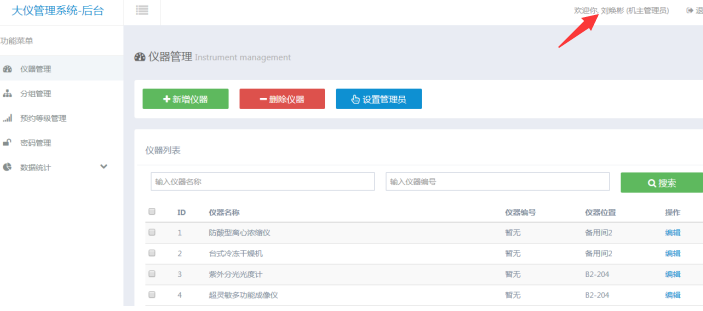 大仪管理系统-后台
欢迎你, 刘焕彬 (机主管理员) 退
功能菜单
仪器管理
分组管理
预约等级管理
密码管理
数据统计
仪器管理 Instrument management
新增仪器 删除仪器 设置管理员
仪器列表
输入仪器名称 输入仪器编号 搜索
ID 仪器名称 仪器编号 仪器位置 操作
1 防酸型离心浓缩仪 暂无 备用间2 编辑
2 台式冷冻干燥机 暂无 备用间2 编辑
3 紫外分光光度计 暂无 B2-204 编辑
4 超灵敏多功能成像仪 暂无 B2-204 编辑